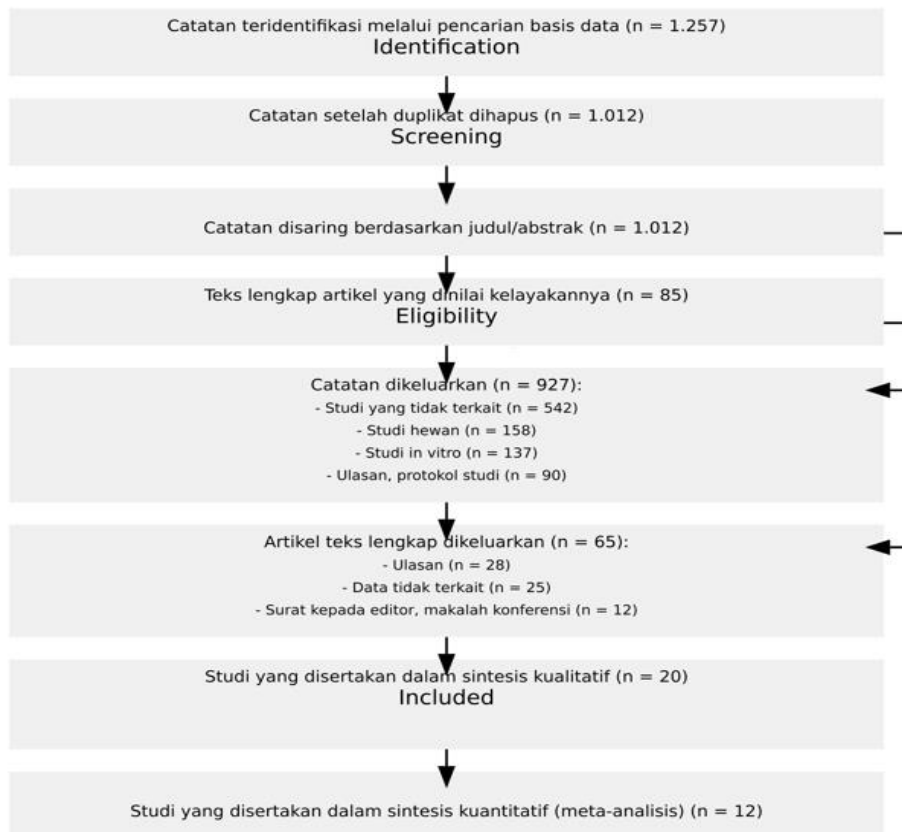 Catatan teridentifikasi melalui pencarian basis data (n = 1.257)
Identification
Catatan setelah duplikat dihapus (n = 1.012)
Screening
Catatan disaring berdasarkan judul/abstrak (n = 1.012)
Teks lengkap artikel yang dinilai kelayakannya (n = 85)
Eligibility
Catatan dikeluarkan (n = 927):
- Studi yang tidak terkait (n = 542)
- Studi hewan (n = 158)
- Studi in vitro (n = 137)
- Ulasan, protokol studi (n = 90)
Artikel teks lengkap dikeluarkan (n = 65):
- Ulasan (n = 28)
- Data tidak terkait (n = 25)
- Surat kepada editor, makalah konferensi (n = 12)
Studi yang disertakan dalam sintesis kualitatif (n = 20)
Included
Studi yang disertakan dalam sintesis kuantitatif (meta-analisis) (n = 12)